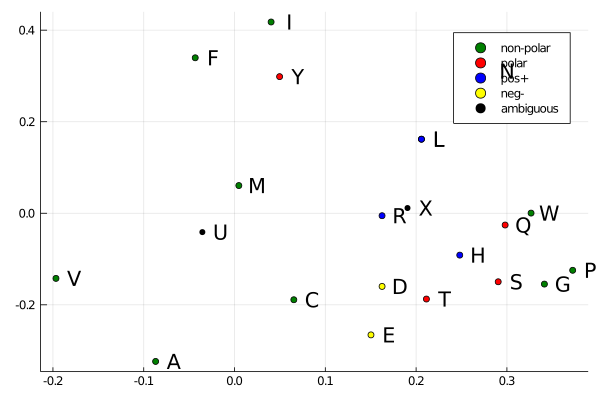 0.4
0.2
0.0
-0.2
-0.2
-0.1
0.0
0.1
0.2
0.3
I
F
Y
N
L
M
X
R
W
Q
U
H
V
P
S
G
D
T
C
E
A
non-polar
polar
pos+
neg-
ambiguous